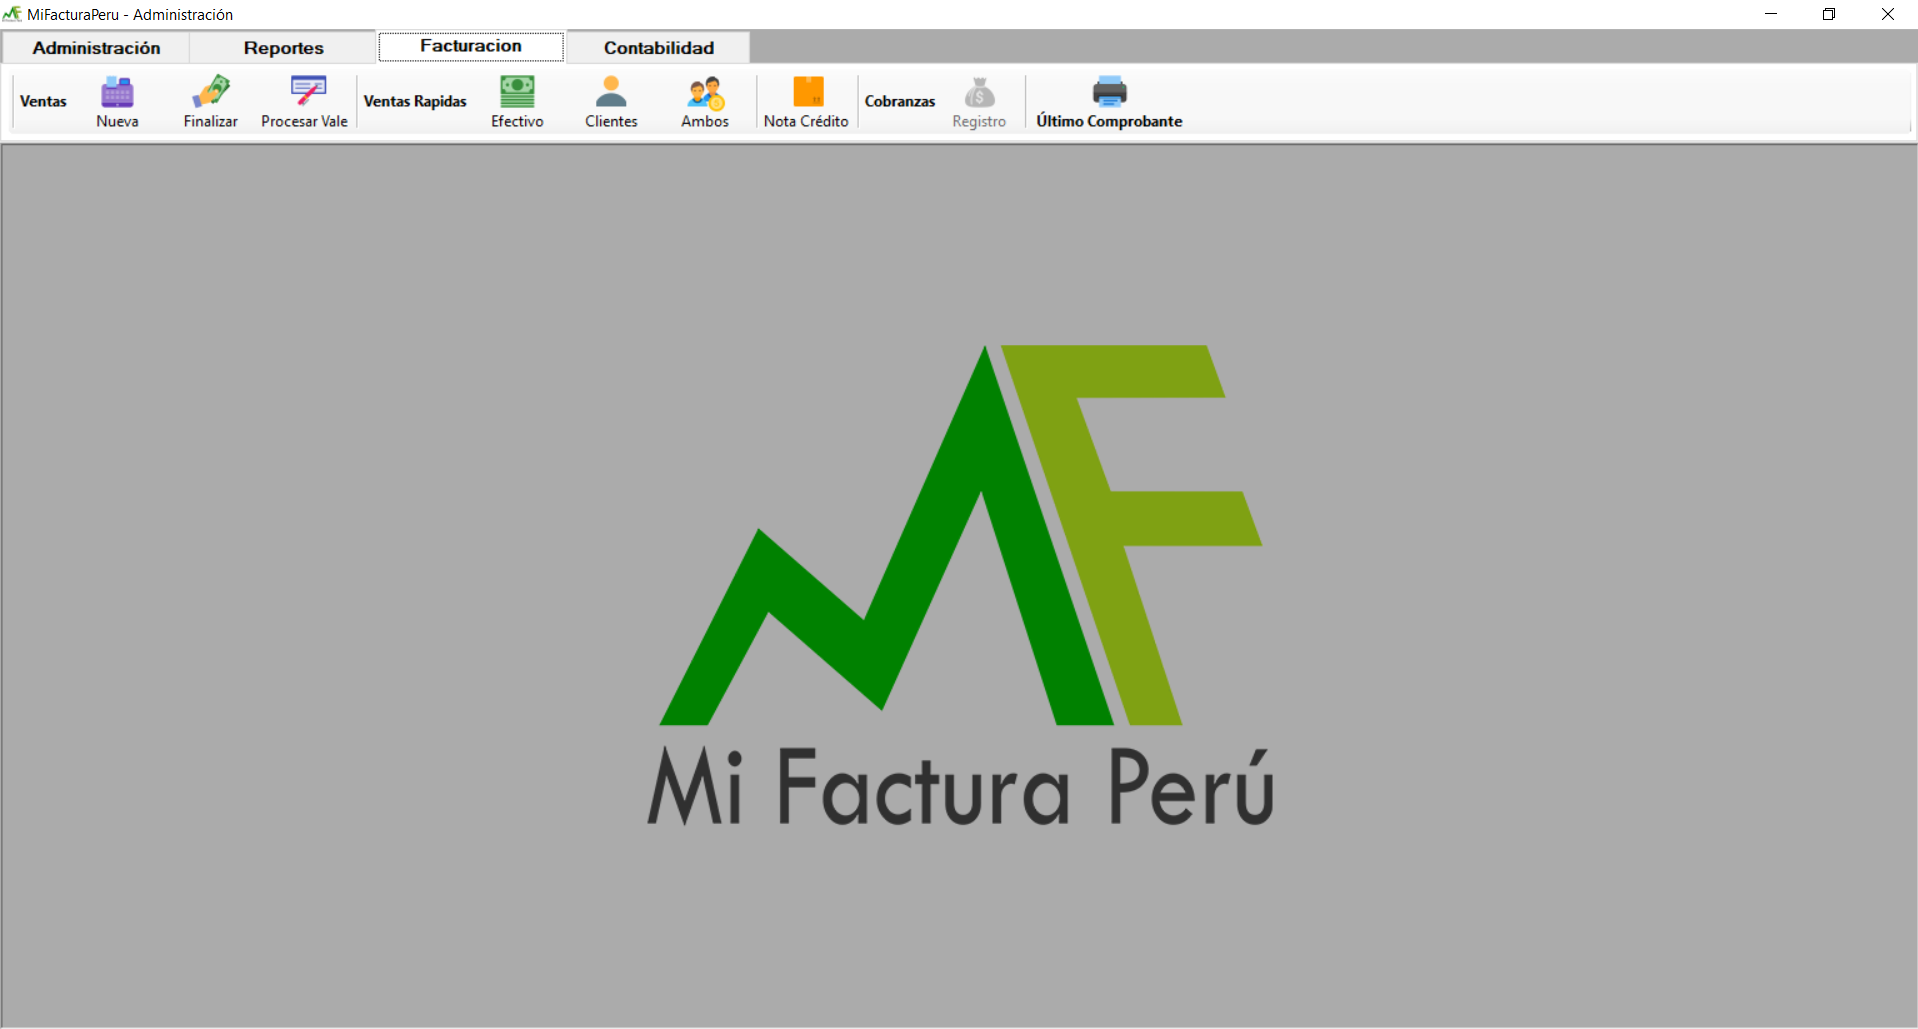 MiFacturaPeru - Administración
Administración Reportes Facturacion Contabilidad
Ventas Nueva Finalizar Procesar Vale Ventas Rapidas Efectivo Clientes Ambos Nota Crédito Cobranzas Registro Último Comprobante
Mi Factura Perú